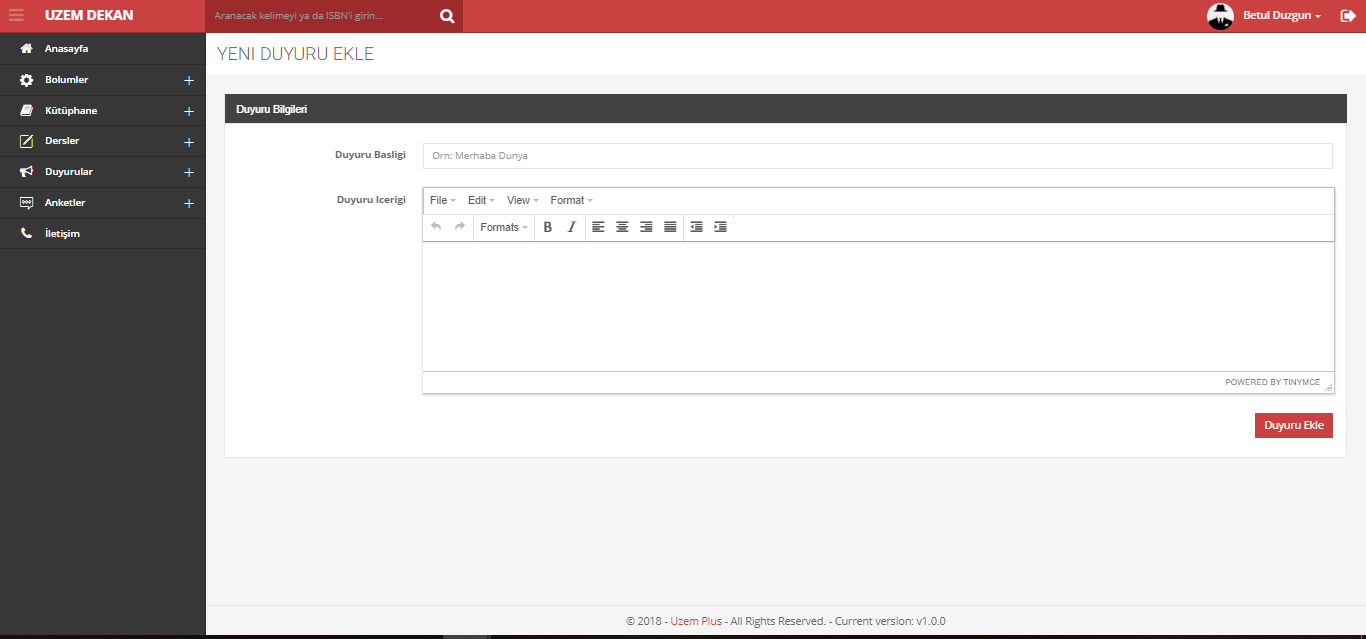 UZEM DEKAN
Aranacak kelimeyi ya da ISBN'i girin...
Betul Duzgun
Anasayfa
Bolumler
Kütüphane
Dersler
Duyurular
Anketler
İletişim
YENI DUYURU EKLE
Duyuru Bilgileri
Duyuru Basligi
Orn: Merhaba Dunya
Duyuru Icerigi
File Edit View Format
Formats B I
POWERED BY TINYMCE
Duyuru Ekle
© 2018 - Uzem Plus - All Rights Reserved. - Current version: v1.0.0